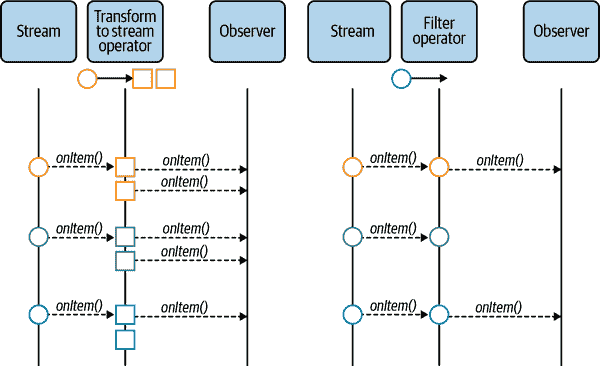 Stream
Transform
to stream
operator
Observer
onItem()
onItem()
onItem()
onItem()
onItem()
onItem()
onItem()
onItem()
Stream
Filter
operator
Observer
onItem()
onItem()
onItem()
onItem()
onItem()